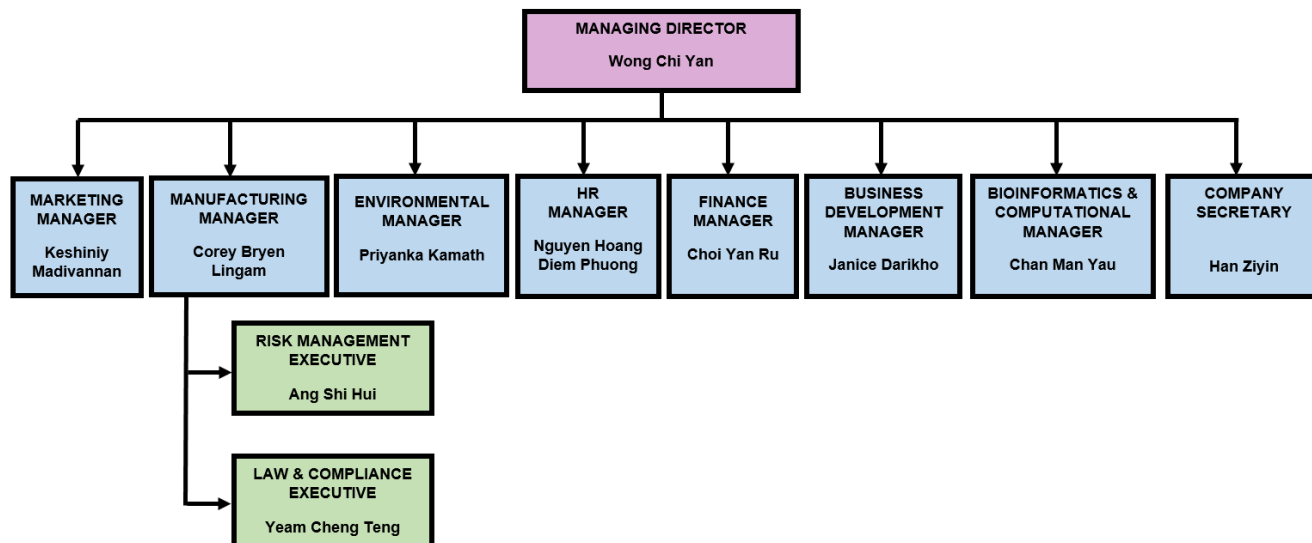 MANAGING DIRECTOR
Wong Chi Yan
MARKETING
MANAGER
Keshiniy
Madivannan
MANUFACTURING
MANAGER
Corey Bryen
Lingam
ENVIRONMENTAL
MANAGER
Priyanka Kamath
HR
MANAGER
Nguyen Hoang
Diem Phuong
FINANCE
MANAGER
Choi Yan Ru
BUSINESS
DEVELOPMENT
MANAGER
Janice Darikho
BIOINFORMATICS &
COMPUTATIONAL
MANAGER
Chan Man Yau
COMPANY
SECRETARY
Han Ziyin
RISK MANAGEMENT
EXECUTIVE
Ang Shi Hui
LAW & COMPLIANCE
EXECUTIVE
Yeam Cheng Teng